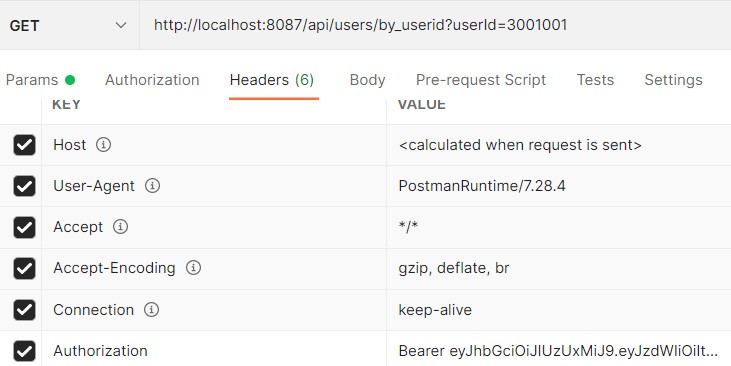 GET http://localhost:8087/api/users/by_userid?userId=3001001
Params Authorization Headers (6) Body Pre-request Script Tests Settings
KEY VALUE
Host <calculated when request is sent>
User-Agent PostmanRuntime/7.28.4
Accept */*
Accept-Encoding gzip, deflate, br
Connection keep-alive
Authorization Bearer eyJhbGciOiJIUzUxMiJ9.eyJzdWIiOiIt...